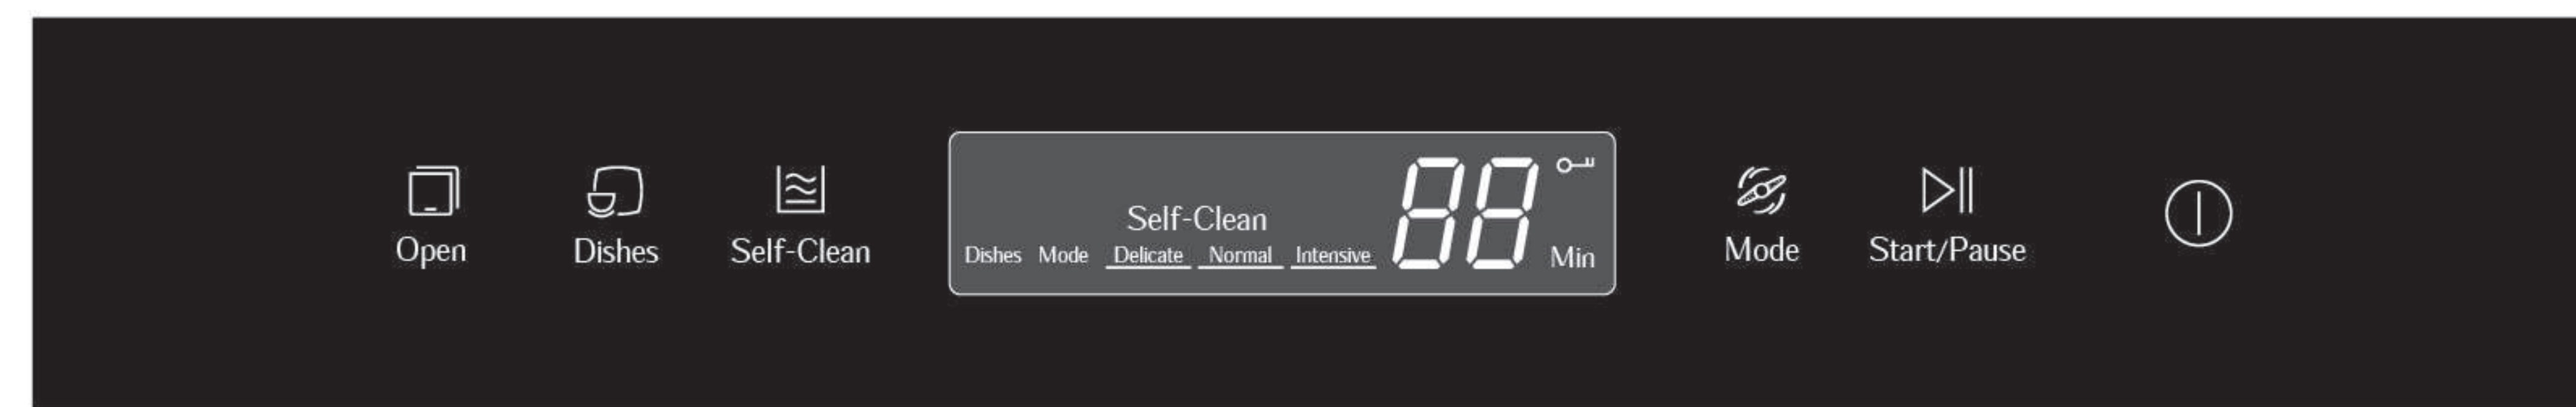 Open
Dishes
Self-Clean
Self-Clean
Dishes Mode Delicate Normal Intensive
88
Min
Mode
Start/Pause